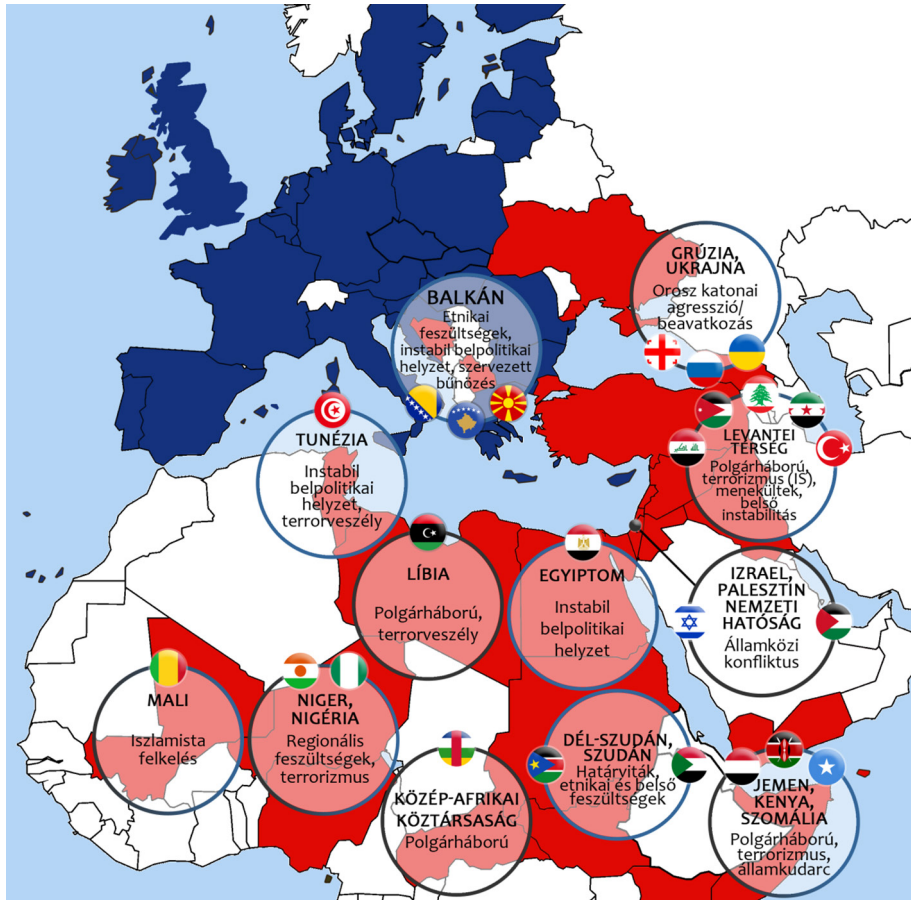 GRÚZIA,
UKRAJNA
Orosz katonai
agresszió/
beavatkozás
BALKÁN
Etnikai
feszültségek,
instabil belpolitikai
helyzet, szervezett
bűnözés
TUNÉZIA
Instabil
belpolitikai
helyzet,
terrorveszély
LEVANTEI
TÉRSÉG
Polgárháború,
terrorizmus (IS),
menekültek,
belső
instabilitás
LÍBIA
Polgárháború,
terrorveszély
EGYIPTOM
Instabil
belpolitikai
helyzet
IZRAEL,
PALESZTIN
NEMZETI
HATÓSÁG
Államközi
konfliktus
MALI
Iszlamista
felkelés
NIGER,
NIGÉRIA
Regionális
feszültségek,
terrorizmus
KÖZÉP-AFRIKAI
KÖZTÁRSASÁG
Polgárháború
DÉL-SZUDÁN,
SZUDÁN
Határviták,
etnikai és belső
feszültségek
JEMEN,
KENYA,
SZOMÁLIA
Polgárháború,
terrorizmus,
államkudarc